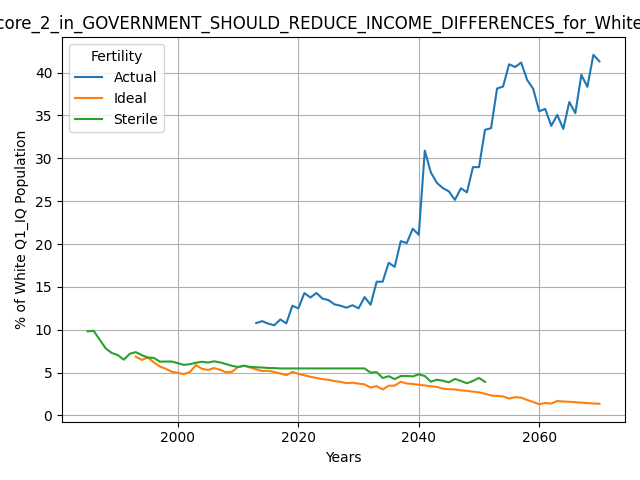 core_2_in_GOVERNMENT_SHOULD_REDUCE_INCOME_DIFFERENCES_for_White
Fertility
Actual
Ideal
Sterile
% of White Q1_IQ Population
40
35
30
25
20
15
10
5
0
2000 2020 2040 2060
Years